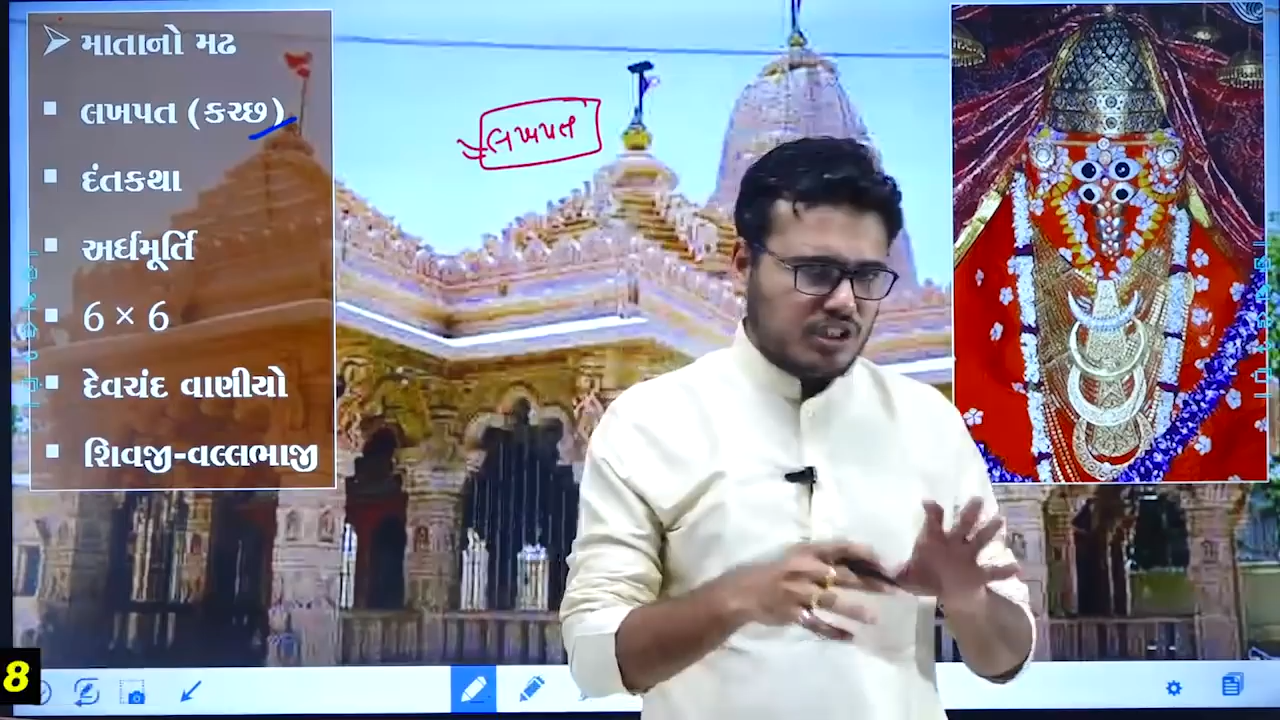 માતાનો મઢ
લખપત (કચ્છ)
દંતકથા
અર્ધમૂર્તિ
6 × 6
દેવચંદ વાણીયો
શિવજી-વલ્લભાજી
લખપત
8